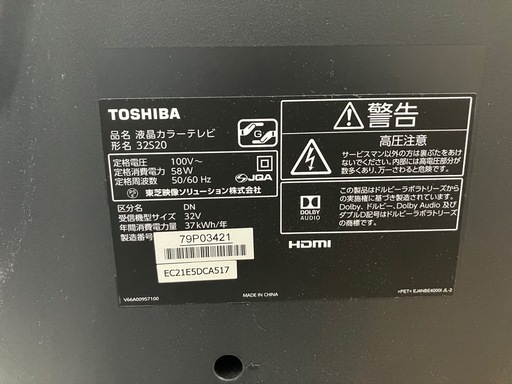 TOSHIBA
品名 液晶カラーテレビ
形名 32S20
G
定格電圧 100V~
定格消費電力 58W
定格周波数 50/60 Hz
JQA
東芝映像ソリューション株式会社
区分名 DN
受信機型サイズ 32V
年間消費電力量 37kWh/年
製造番号
79P03421
EC21E5DCA517
V66A00957100
MADE IN CHINA
警告
高圧注意
サービスマン以外の方は裏ぶたをあけ
ないでください。内部には高電圧部分が
数多くあり、万一さわると危険です。
DOLBY
AUDIO
この製品はドルビーラボラトリーズから
の実施権に基づき製造されています。
Dolby、ドルビー、Dolby Audio 及び
ダブルD記号はドルビーラボラトリーズ
の商標です。
HDMI
>PET< EJ4NBE4000I JL-2